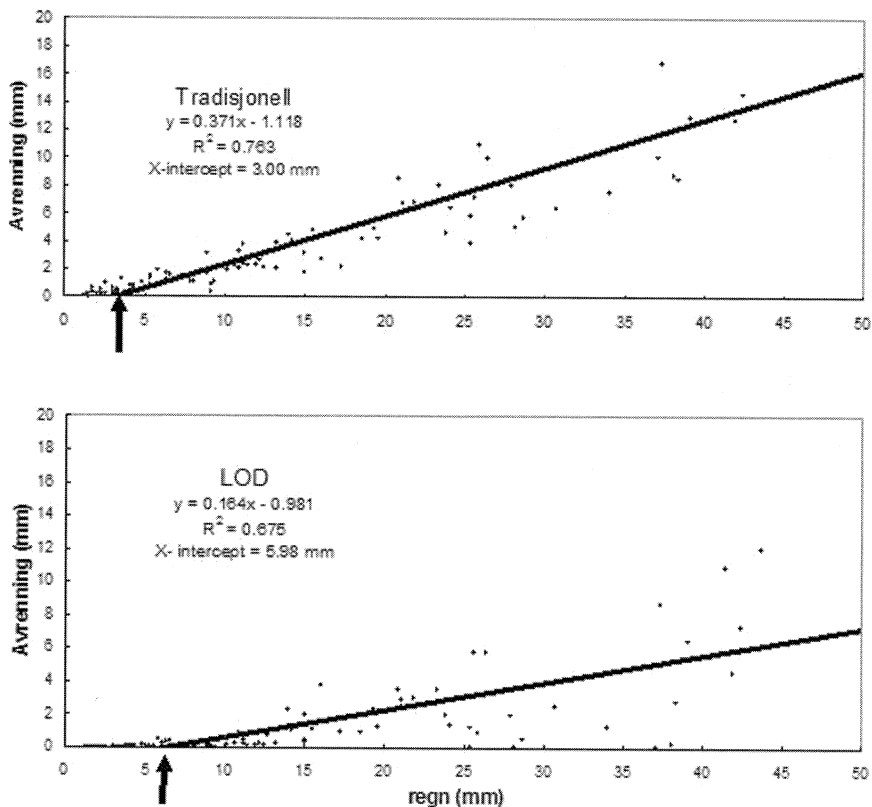 20
18
16
14
12
10
8
6
4
2
0
Avrenning (mm)
Tradisjonell
y = 0.371x - 1.118
R² = 0.763
X-intercept = 3.00 mm
0 5 10 15 20 25 30 35 40 45 50
20
18
16
14
12
10
8
6
4
2
0
Avrenning (mm)
LOD
y = 0.164x - 0.981
R² = 0.675
X- intercept = 5.98 mm
0 5 10 15 20 25 30 35 40 45 50
regn (mm)